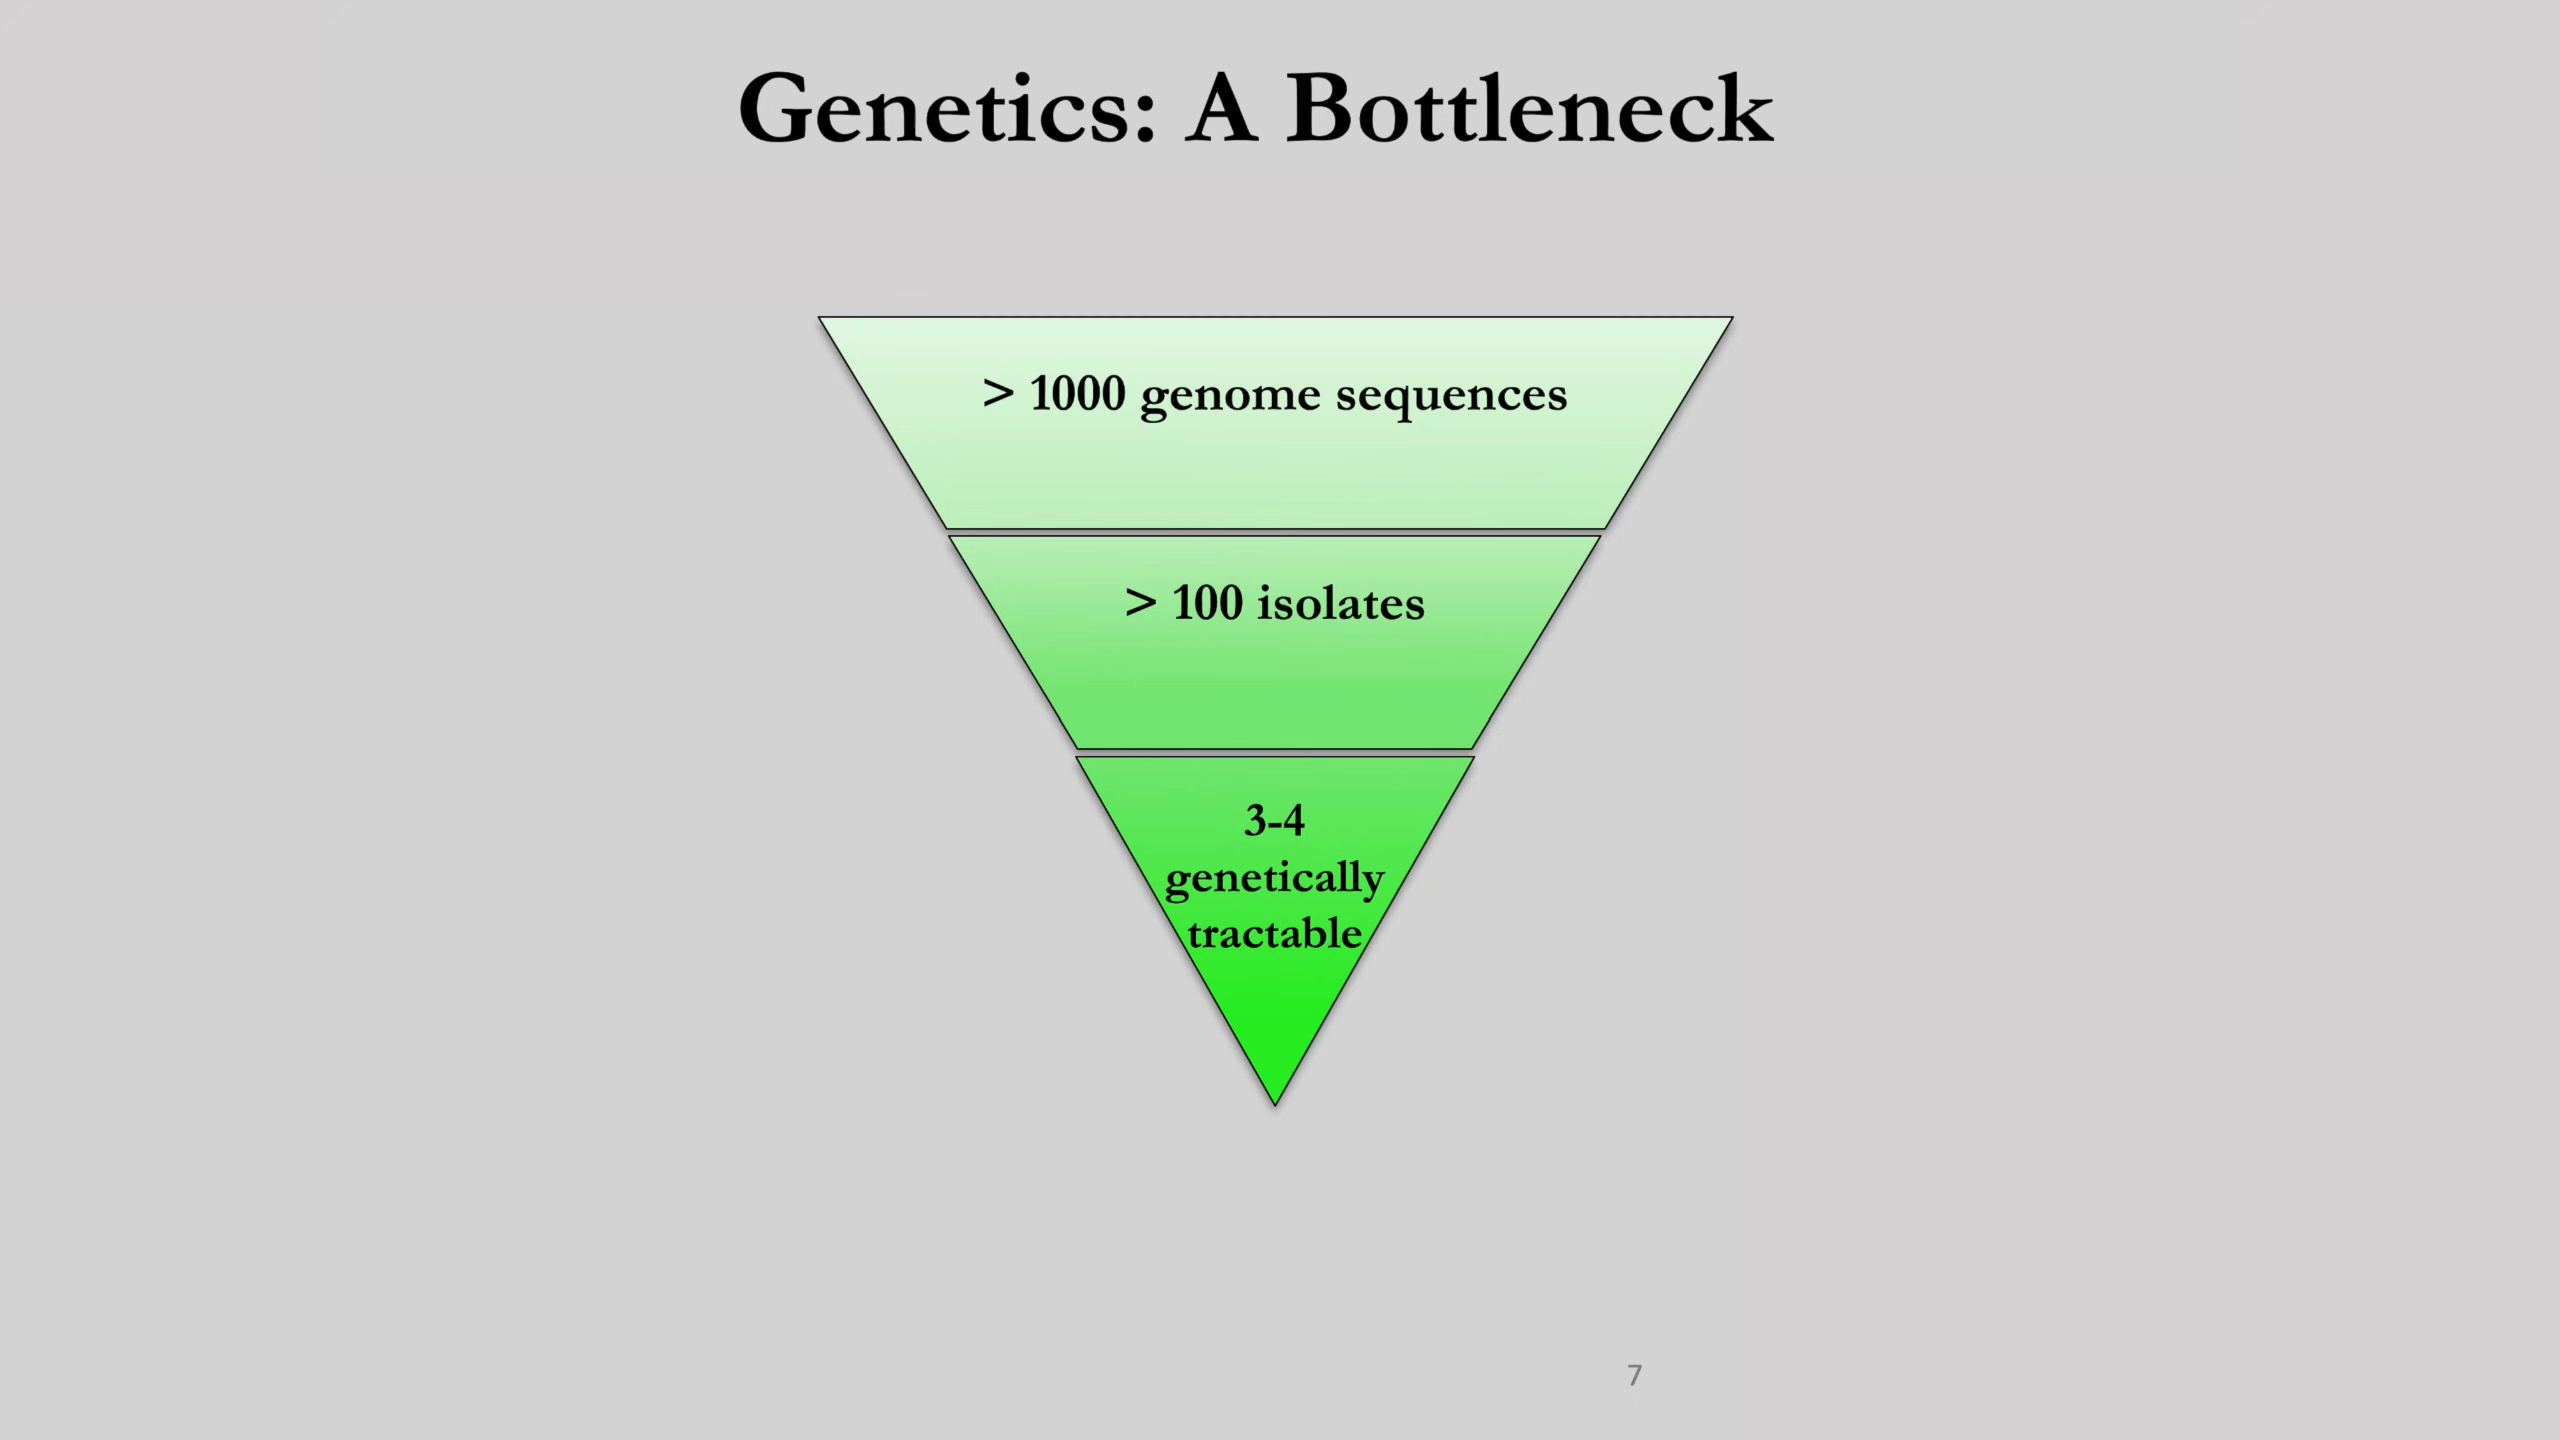 Genetics: A Bottleneck
> 1000 genome sequences
> 100 isolates
3-4
genetically
tractable
7